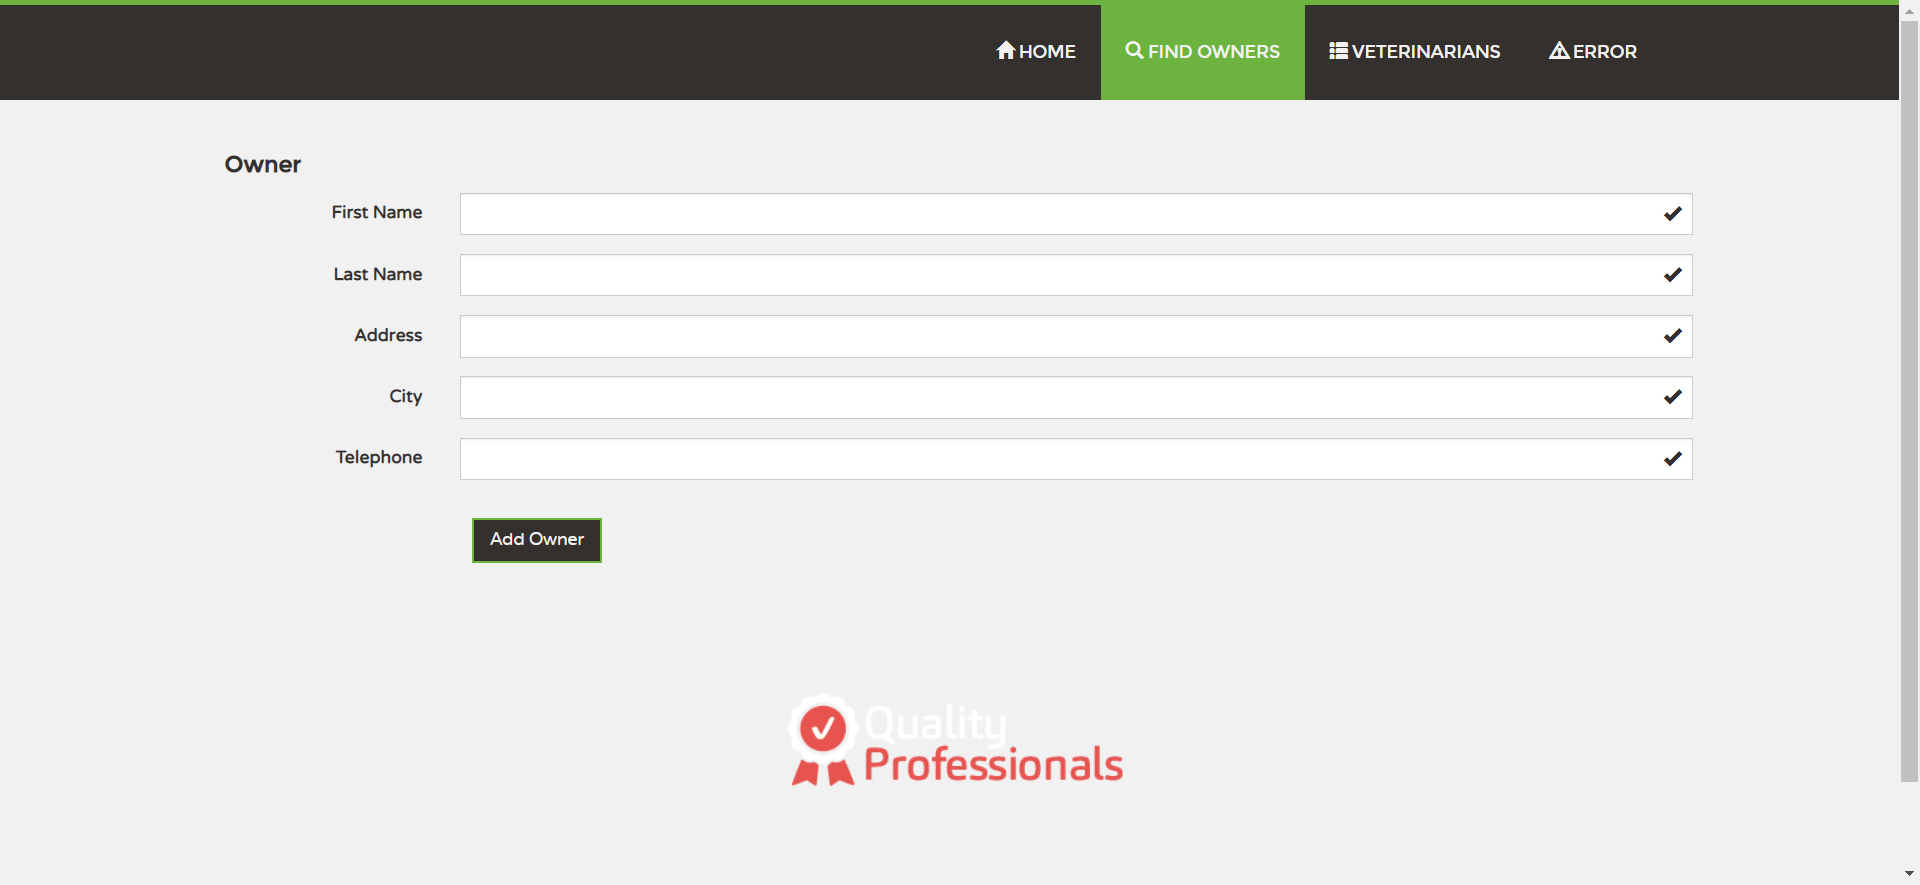 HOME
FIND OWNERS
VETERINARIANS
ERROR
Owner
First Name
Last Name
Address
City
Telephone
Add Owner
Quality
Professionals